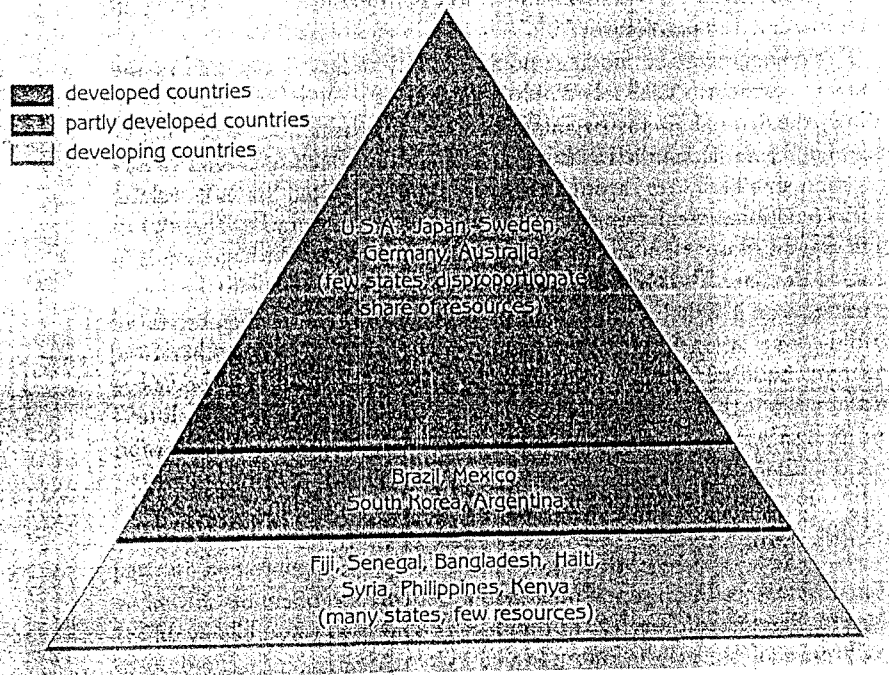 developed countries
partly developed countries
developing countries
U.S.A., Japan, Sweden,
Germany, Australia
(few states, disproportionate
share of resources)
Brazil, Mexico,
South Korea, Argentina
Fiji, Senegal, Bangladesh, Haiti,
Syria, Philippines, Kenya
(many states, few resources)